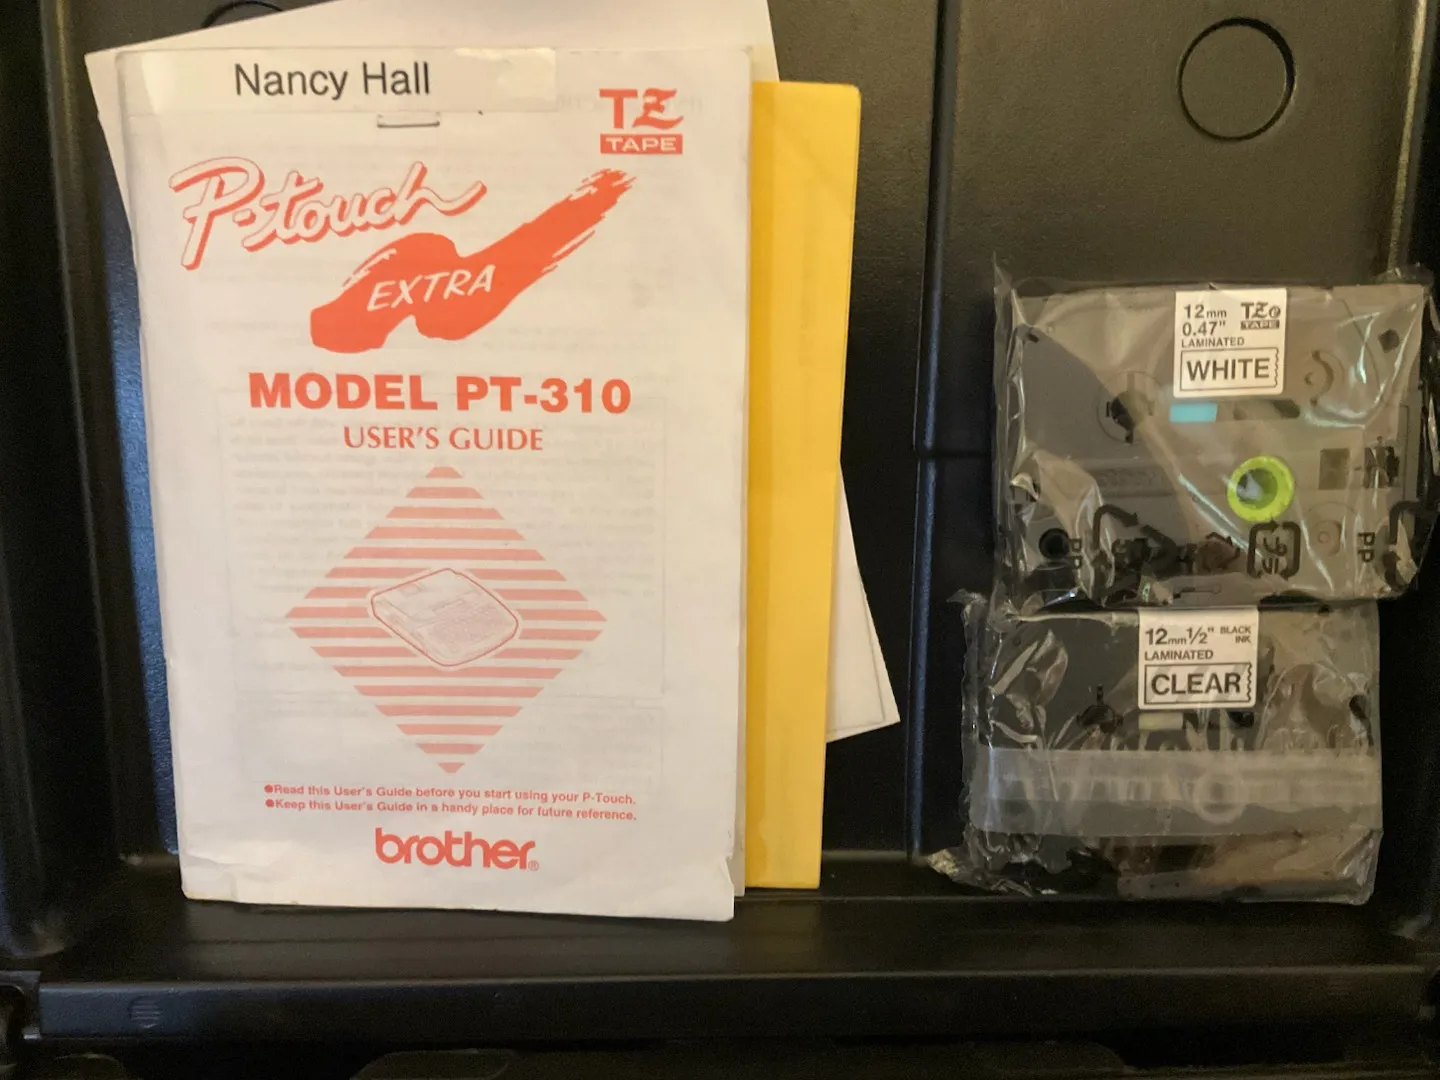 Nancy Hall
TZ
TAPE
P-touch
EXTRA
MODEL PT-310
USER'S GUIDE
●Read this User's Guide before you start using your P-Touch.
●Keep this User's Guide in a handy place for future reference.
brother®
12mm TZe
0.47" TAPE
LAMINATED
WHITE
PP
PP
12mm 1/2" BLACK INK
LAMINATED
CLEAR